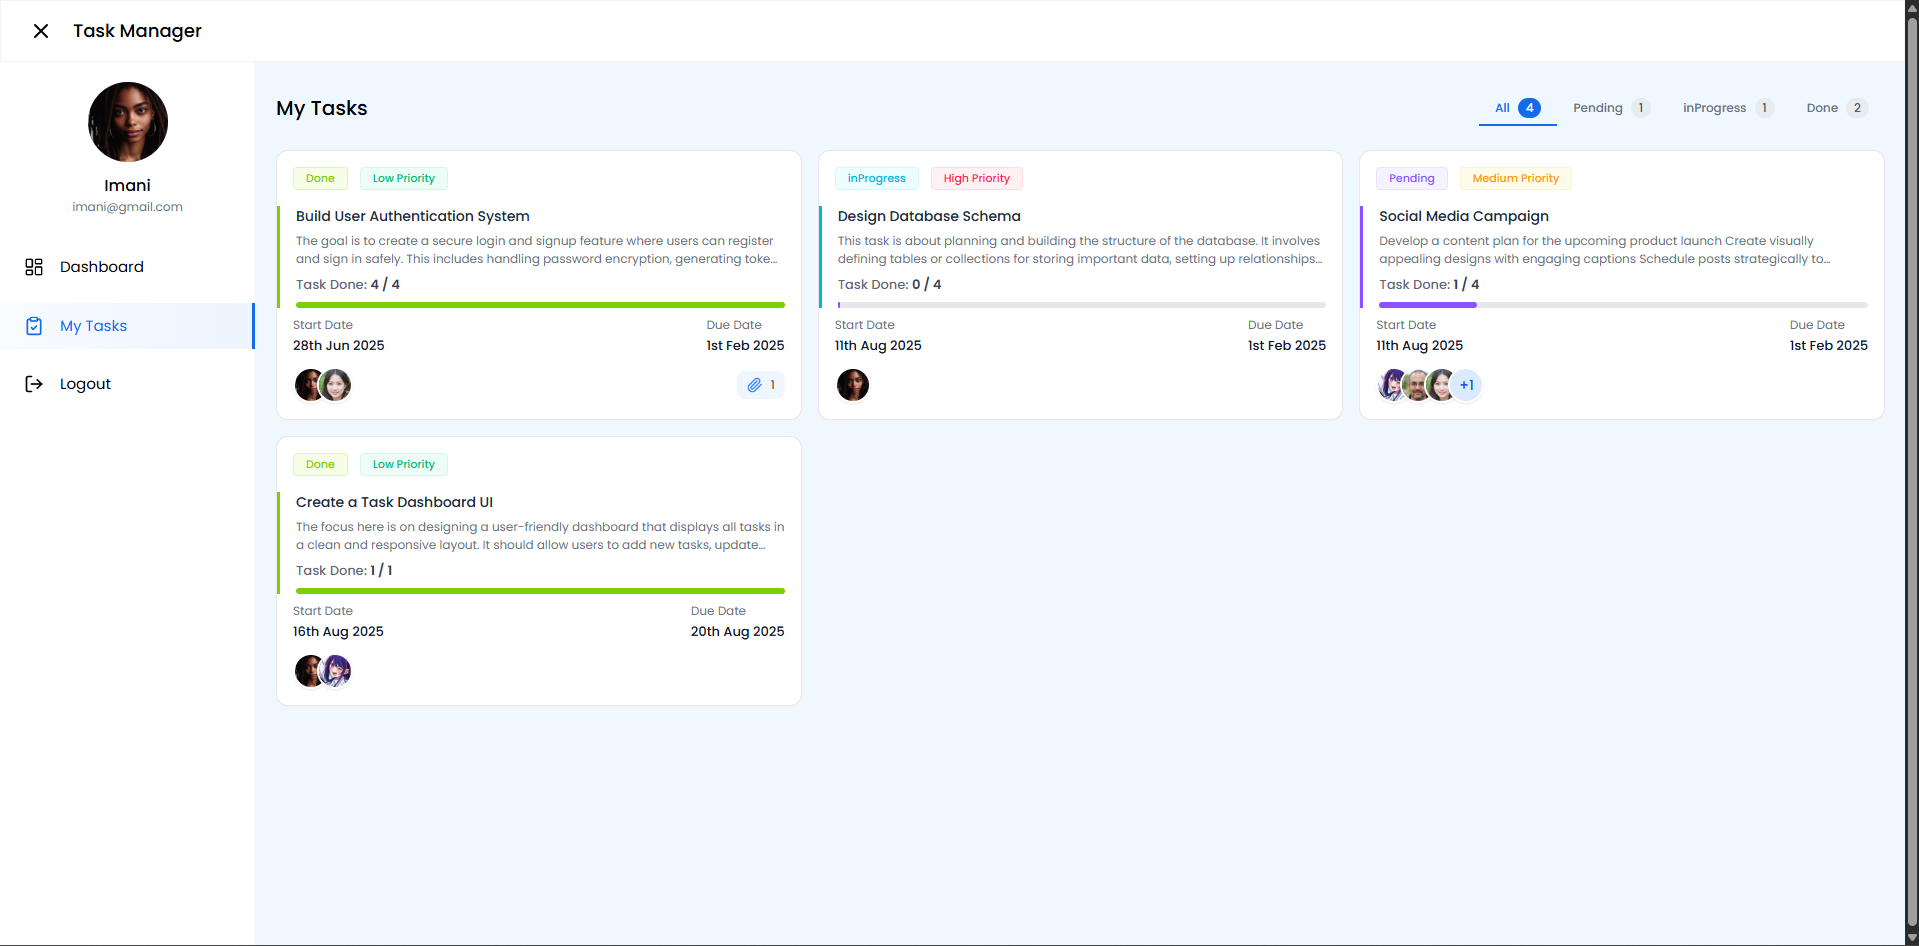 Task Manager
Imani
imani@gmail.com
Dashboard
My Tasks
Logout
My Tasks
All 4 Pending 1 inProgress 1 Done 2
Done Low Priority
Build User Authentication System
The goal is to create a secure login and signup feature where users can register
and sign in safely. This includes handling password encryption, generating toke...
Task Done: 4 / 4
Start Date Due Date
28th Jun 2025 1st Feb 2025
1
inProgress High Priority
Design Database Schema
This task is about planning and building the structure of the database. It involves
defining tables or collections for storing important data, setting up relationships...
Task Done: 0 / 4
Start Date Due Date
11th Aug 2025 1st Feb 2025
Pending Medium Priority
Social Media Campaign
Develop a content plan for the upcoming product launch Create visually
appealing designs with engaging captions Schedule posts strategically to...
Task Done: 1 / 4
Start Date Due Date
11th Aug 2025 1st Feb 2025
+1
Done Low Priority
Create a Task Dashboard UI
The focus here is on designing a user-friendly dashboard that displays all tasks in
a clean and responsive layout. It should allow users to add new tasks, update...
Task Done: 1 / 1
Start Date Due Date
16th Aug 2025 20th Aug 2025